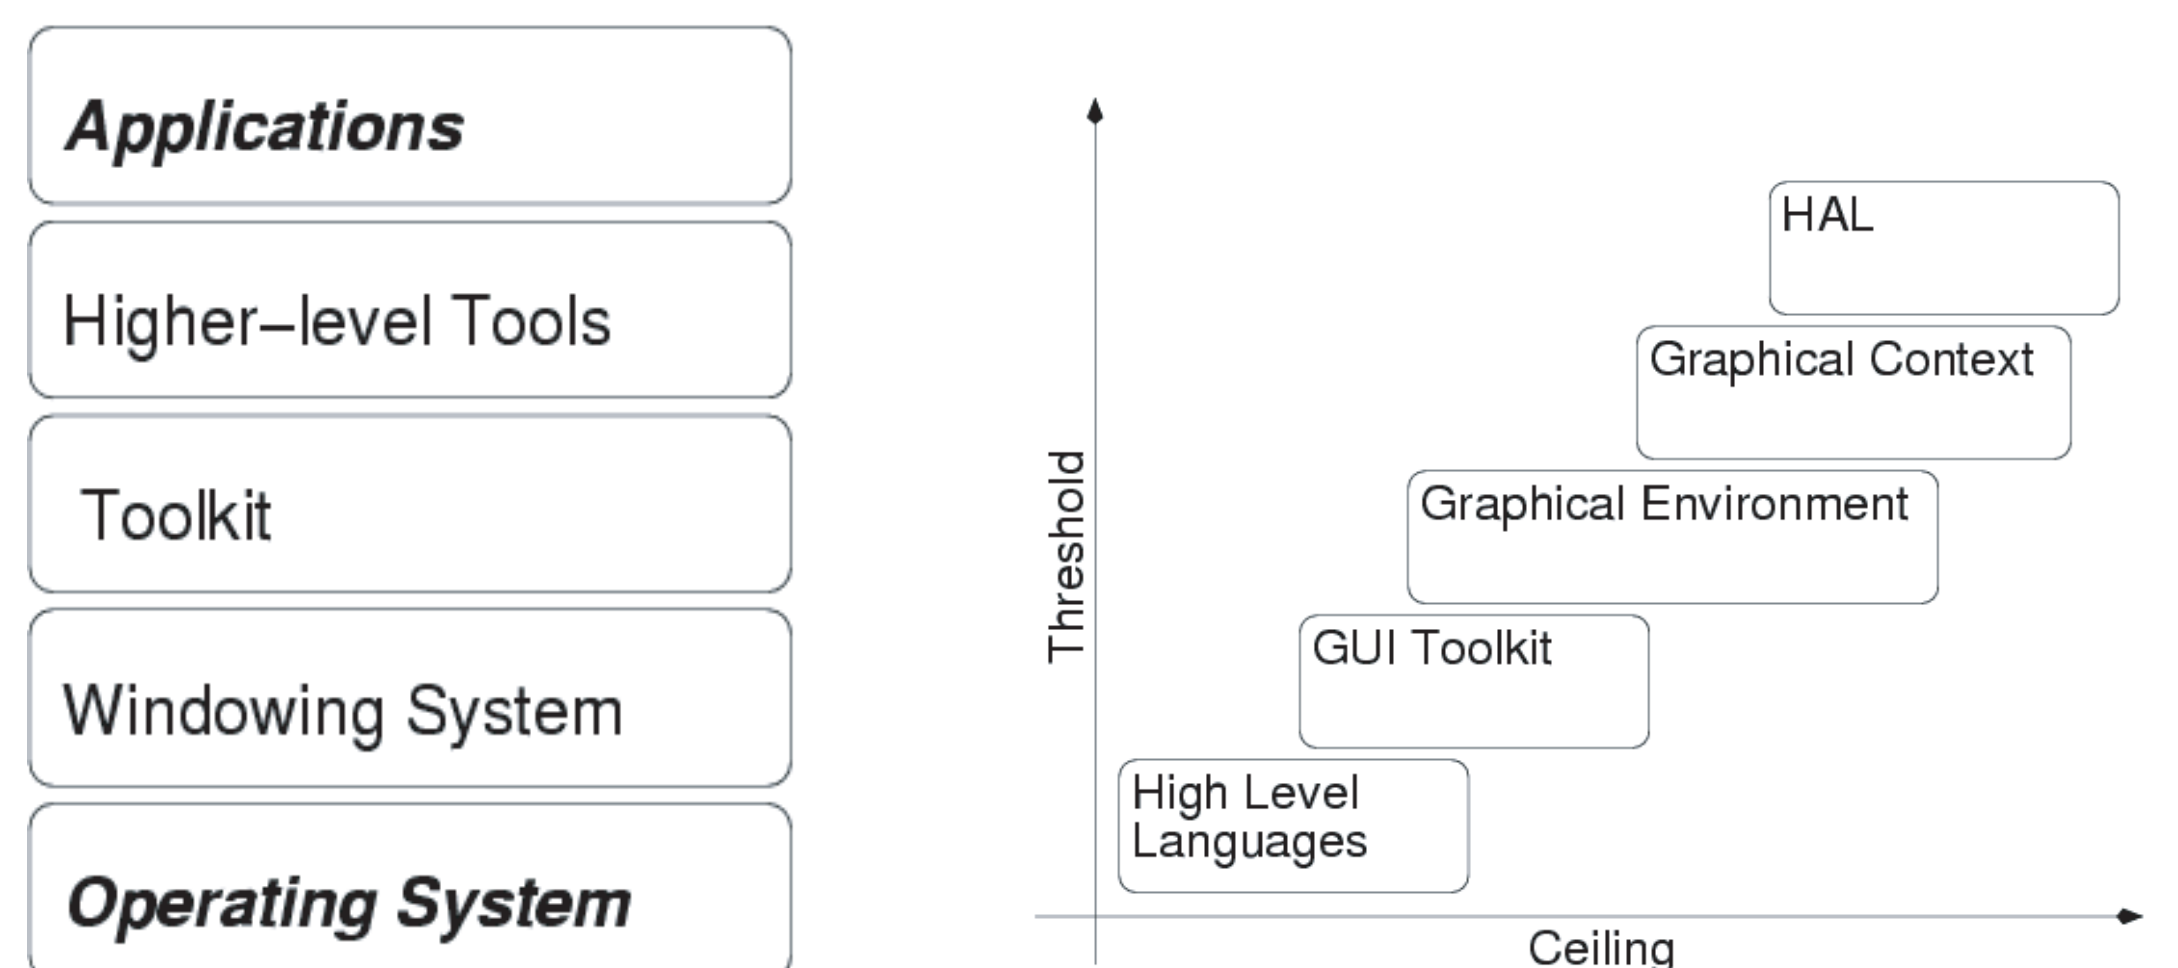 Applications
Higher–level Tools
Toolkit
Windowing System
Operating System
Threshold
HAL
Graphical Context
Graphical Environment
GUI Toolkit
High Level
Languages
Ceiling